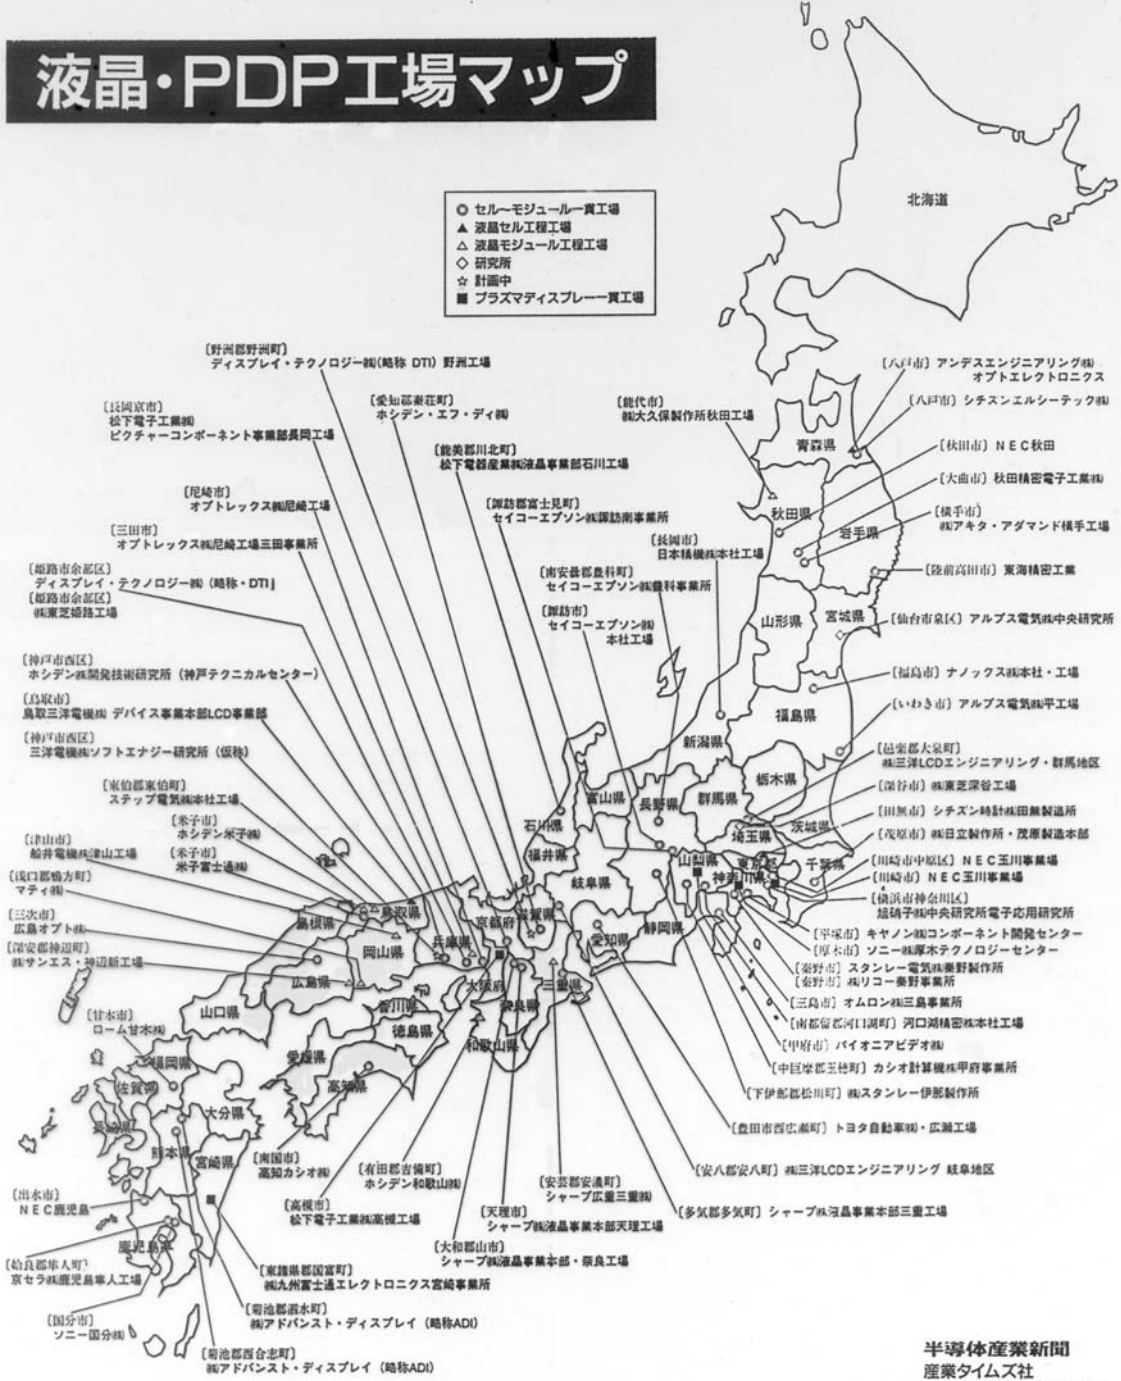 液晶・PDP工場マップ
◎ セル～モジュール一貫工場
▲ 液晶セル工程工場
△ 液晶モジュール工程工場
◇ 研究所
☆ 計画中
■ プラズマディスプレー一貫工場
北海道
〔野洲郡野洲町〕
ディスプレイ・テクノロジー㈱(略称 DTI) 野洲工場
〔長岡京市〕
松下電子工業㈱
ピクチャーコンポーネント事業部長岡工場
〔愛知郡秦荘町〕
ホシデン・エフ・ディ㈱
〔能美郡川北町〕
松下電器産業㈱液晶事業部石川工場
〔能代市〕
㈱大久保製作所秋田工場
〔尼崎市〕
オプトレックス㈱尼崎工場
〔三田市〕
オプトレックス㈱尼崎工場三田事業所
〔諏訪郡富士見町〕
セイコーエプソン㈱諏訪南事業所
〔長岡市〕
日本精機㈱本社工場
〔南安曇郡豊科町〕
セイコーエプソン㈱豊科事業所
〔諏訪市〕
セイコーエプソン㈱
本社工場
〔姫路市余部区〕
ディスプレイ・テクノロジー㈱（略称・DTI
〔姫路市余部区〕
㈱東芝姫路工場
〔神戸市西区〕
ホシデン㈱開発技術研究所（神戸テクニカルセンター）
〔鳥取市〕
鳥取三洋電機㈱ デバイス事業本部LCD事業部
〔神戸市西区〕
三洋電機㈱ソフトエナジー研究所（仮称）
〔東伯郡東伯町〕
ステップ電気㈱本社工場
〔米子市〕
ホシデン米子㈱
〔津山市〕
船井電機㈱津山工場
〔米子市〕
米子富士通㈱
〔浅口郡鴨方町〕
マティ㈱
〔三次市〕
広島オプト㈱
〔深安郡神辺町〕
㈱サンエス・神辺新工場
〔甘木市〕
ローム甘木㈱
〔八戸市〕アンデスエンジニアリング㈱
オプトエレクトロニクス
〔八戸市〕シチズンエルシーテック㈱
〔秋田市〕NEC秋田
〔大曲市〕秋田精密電子工業㈱
〔横手市〕
㈱アキタ・アダマンド横手工場
〔陸前高田市〕東海精密工業
〔仙台市泉区〕アルプス電気㈱中央研究所
〔福島市〕ナノックス㈱本社・工場
〔いわき市〕アルプス電気㈱平工場
〔邑楽郡大泉町〕
㈱三洋LCDエンジニアリング・群馬地区
〔深谷市〕㈱東芝深谷工場
〔田無市〕シチズン時計㈱田無製造所
〔茂原市〕㈱日立製作所・茂原製造本部
〔川崎市中原区〕NEC玉川事業場
〔川崎市〕NEC玉川事業場
〔横浜市神奈川区〕
旭硝子㈱中央研究所電子応用研究所
〔平塚市〕キヤノン㈱コンポーネント開発センター
〔厚木市〕ソニー㈱厚木テクノロジーセンター
〔秦野市〕スタンレー電気㈱秦野製作所
〔秦野市〕㈱リコー秦野事業所
〔三島市〕オムロン㈱三島事業所
〔南都留郡河口湖町〕河口湖精密㈱本社工場
〔甲府市〕パイオニアビデオ㈱
〔中巨摩郡玉穂町〕カシオ計算機㈱甲府事業所
〔下伊那郡松川町〕㈱スタンレー伊那製作所
〔豊田市西広瀬町〕トヨタ自動車㈱・広瀬工場
〔安八郡安八町〕㈱三洋LCDエンジニアリング 岐阜地区
〔多気郡多気町〕シャープ㈱液晶事業本部三重工場
青森県
秋田県
岩手県
山形県
宮城県
福島県
新潟県
栃木県
群馬県
茨城県
埼玉県
東京都
千葉県
神奈川県
山梨県
長野県
富山県
石川県
福井県
岐阜県
静岡県
愛知県
滋賀県
京都府
三重県
奈良県
大阪府
和歌山県
兵庫県
鳥取県
島根県
岡山県
広島県
山口県
香川県
徳島県
愛媛県
高知県
福岡県
佐賀県
長崎県
大分県
熊本県
宮崎県
鹿児島県
〔南国市〕
高知カシオ㈱
〔有田郡吉備町〕
ホシデン和歌山㈱
〔高槻市〕
松下電子工業㈱高槻工場
〔安芸郡安濃町〕
シャープ広重三重㈱
〔天理市〕
シャープ㈱液晶事業本部天理工場
〔大和郡山市〕
シャープ㈱液晶事業本部・奈良工場
〔出水市〕
NEC鹿児島
〔姶良郡隼人町〕
京セラ㈱鹿児島隼人工場
〔国分市〕
ソニー国分㈱
〔東諸県郡国富町〕
㈱九州富士通エレクトロニクス宮崎事業所
〔菊池郡泗水町〕
㈱アドバンスト・ディスプレイ（略称ADI）
〔菊池郡西合志町〕
㈱アドバンスト・ディスプレイ（略称ADI）
半導体産業新聞
産業タイムズ社